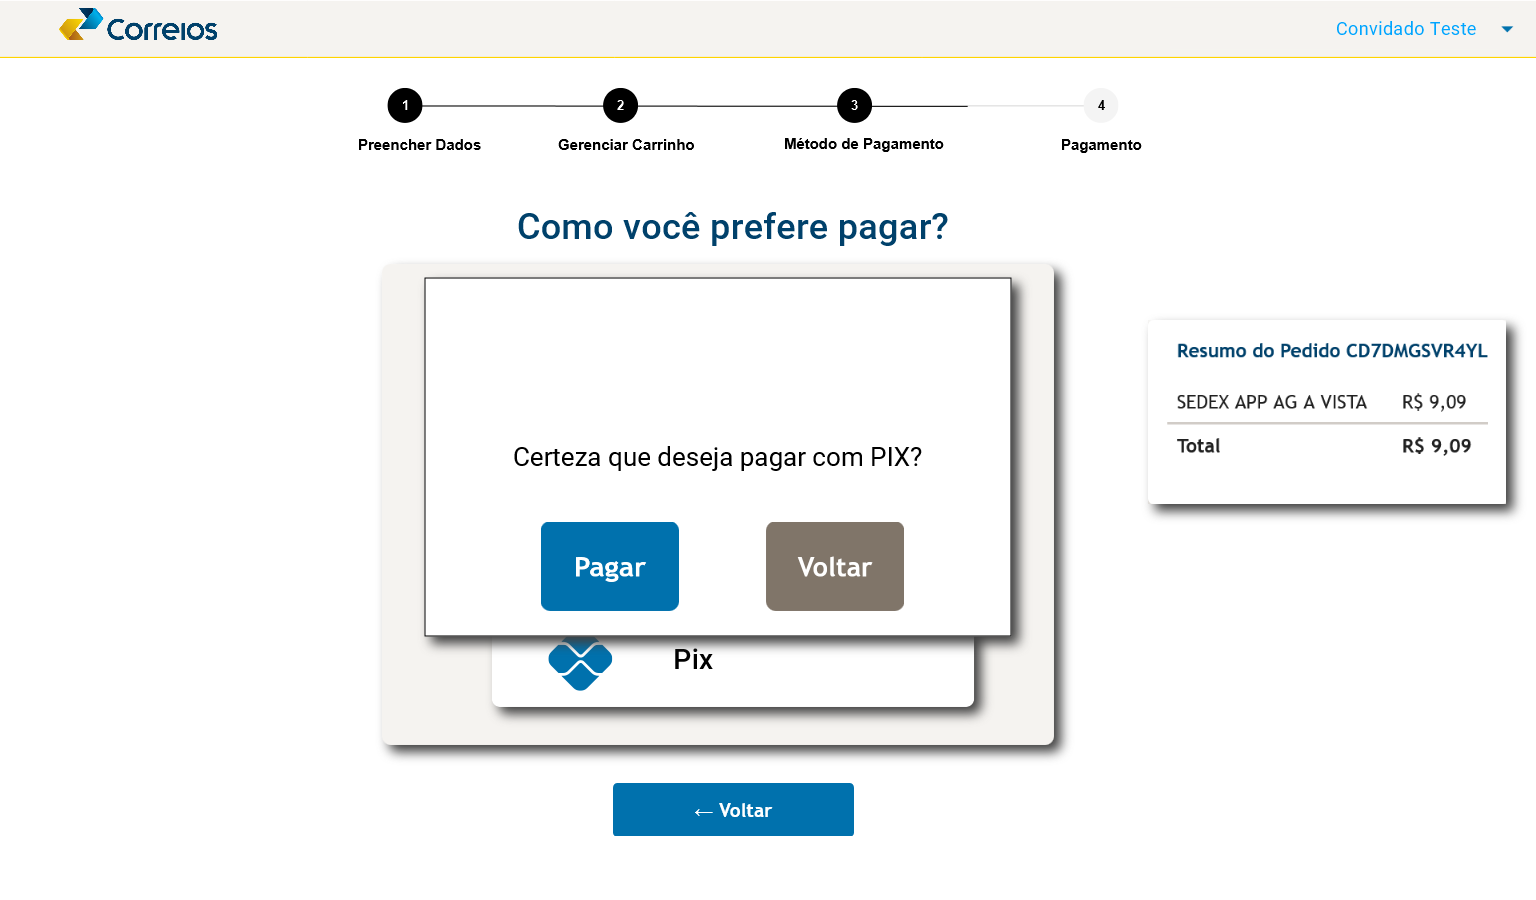 Correios
Convidado Teste
1
2
3
4
Preencher Dados
Gerenciar Carrinho
Método de Pagamento
Pagamento
Como você prefere pagar?
Certeza que deseja pagar com PIX?
Pagar
Voltar
Pix
← Voltar
Resumo do Pedido CD7DMGSVR4YL
SEDEX APP AG A VISTA R$ 9,09
Total R$ 9,09